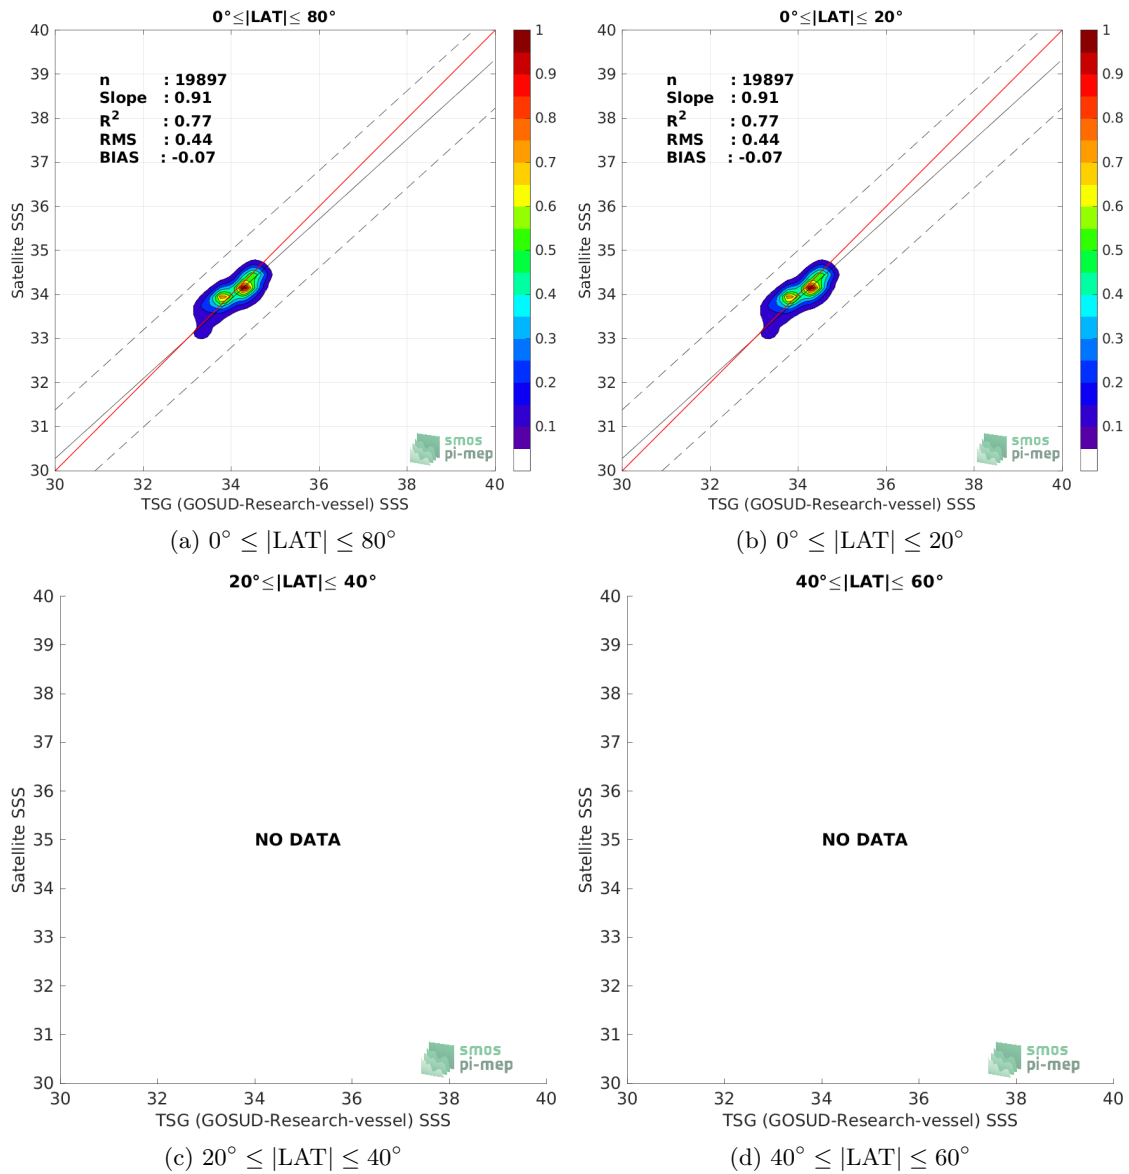 0°≤|LAT|≤ 80°
40
39
38
37
36
35
34
33
32
31
30
Satellite SSS
n : 19897
Slope : 0.91
R² : 0.77
RMS : 0.44
BIAS : -0.07
smos
pi-mep
30 32 34 36 38 40
TSG (GOSUD-Research-vessel) SSS
1
0.9
0.8
0.7
0.6
0.5
0.4
0.3
0.2
0.1
(a) 0° ≤ |LAT| ≤ 80°
0°≤|LAT|≤ 20°
40
39
38
37
36
35
34
33
32
31
30
Satellite SSS
n : 19897
Slope : 0.91
R² : 0.77
RMS : 0.44
BIAS : -0.07
smos
pi-mep
30 32 34 36 38 40
TSG (GOSUD-Research-vessel) SSS
1
0.9
0.8
0.7
0.6
0.5
0.4
0.3
0.2
0.1
(b) 0° ≤ |LAT| ≤ 20°
20°≤|LAT|≤ 40°
40
39
38
37
36
35
34
33
32
31
30
Satellite SSS
NO DATA
smos
pi-mep
30 32 34 36 38 40
TSG (GOSUD-Research-vessel) SSS
(c) 20° ≤ |LAT| ≤ 40°
40°≤|LAT|≤ 60°
40
39
38
37
36
35
34
33
32
31
30
Satellite SSS
NO DATA
smos
pi-mep
30 32 34 36 38 40
TSG (GOSUD-Research-vessel) SSS
(d) 40° ≤ |LAT| ≤ 60°